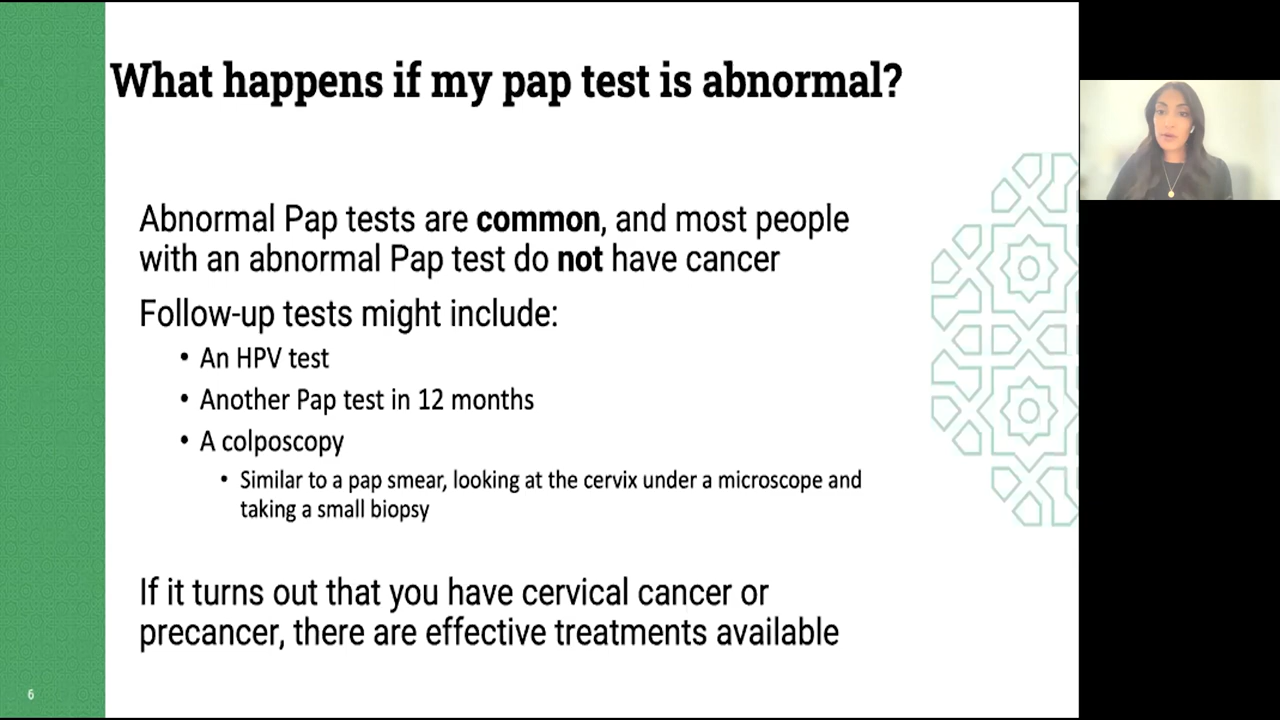 What happens if my pap test is abnormal?
Abnormal Pap tests are common, and most people
with an abnormal Pap test do not have cancer
Follow-up tests might include:
• An HPV test
• Another Pap test in 12 months
• A colposcopy
• Similar to a pap smear, looking at the cervix under a microscope and
taking a small biopsy
If it turns out that you have cervical cancer or
precancer, there are effective treatments available
6